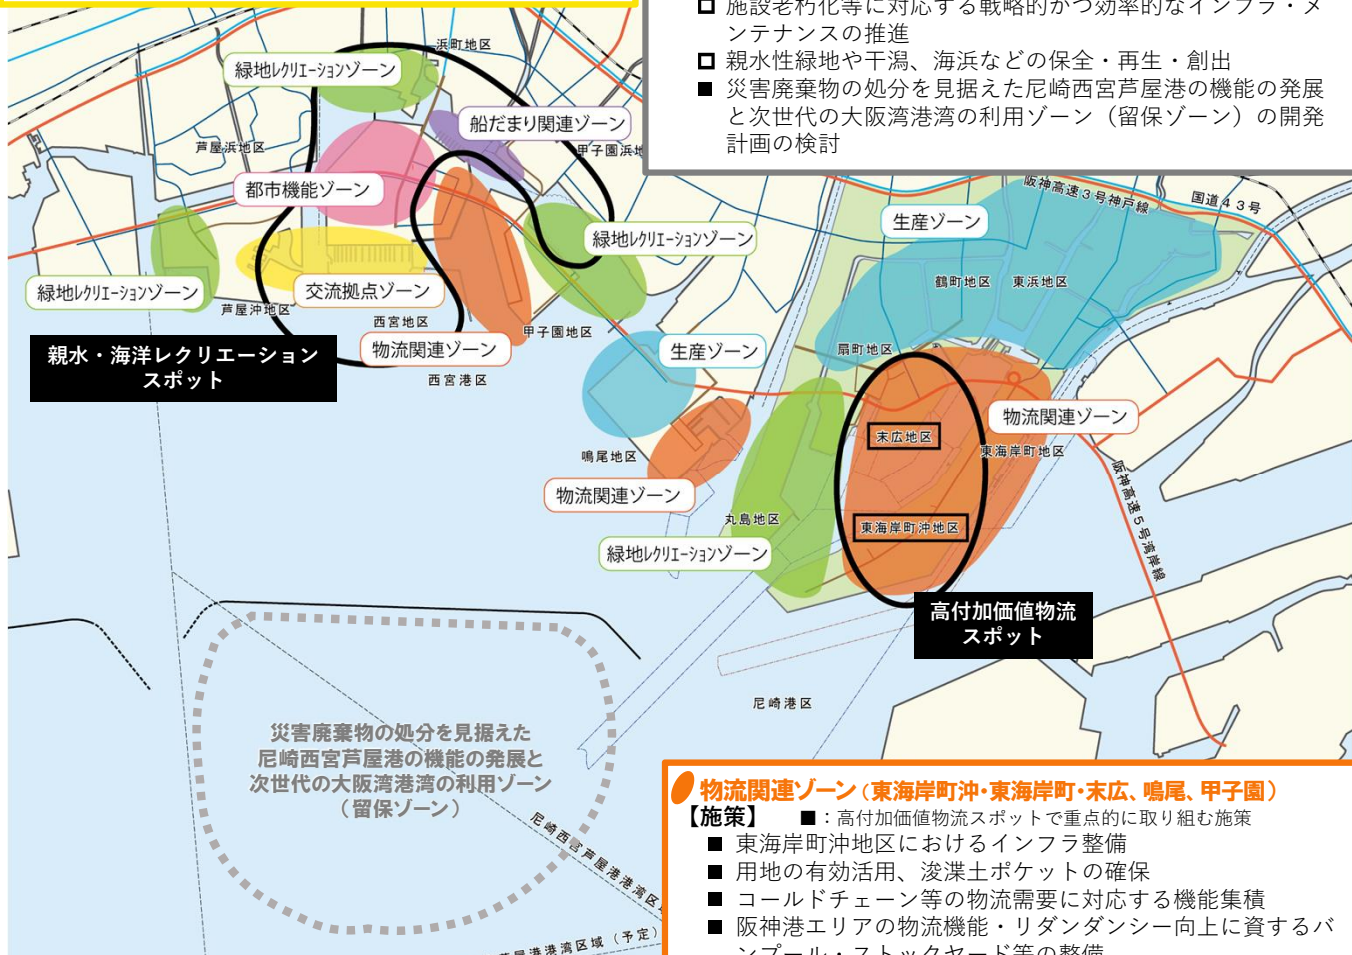 施設老朽化等に対応する戦略的かつ効率的なインフラ・メ
ンテナンスの推進
親水性緑地や干潟、海浜などの保全・再生・創出
■ 災害廃棄物の処分を見据えた尼崎西宮芦屋港の機能の発展
と次世代の大阪湾港湾の利用ゾーン（留保ゾーン）の開発
計画の検討
浜町地区
緑地ﾚｸﾘｴｰｼｮﾝゾーン
船だまり関連ゾーン
芦屋浜地区
甲子園浜地
都市機能ゾーン
阪神高速３号神戸線
国道４３号
生産ゾーン
緑地ﾚｸﾘｴｰｼｮﾝゾーン
緑地ﾚｸﾘｴｰｼｮﾝゾーン
交流拠点ゾーン
鶴町地区
東浜地区
芦屋沖地区
西宮地区
甲子園地区
物流関連ゾーン
生産ゾーン
扇町地区
親水・海洋レクリエーション
スポット
西宮港区
物流関連ゾーン
末広地区
東海岸町地区
鳴尾地区
阪神高速５号湾岸線
物流関連ゾーン
丸島地区
東海岸町沖地区
緑地ﾚｸﾘｴｰｼｮﾝゾーン
高付加価値物流
スポット
尼崎港区
災害廃棄物の処分を見据えた
尼崎西宮芦屋港の機能の発展と
次世代の大阪湾港湾の利用ゾーン
（留保ゾーン）
尼崎西宮芦屋港港湾区
屋港港湾区域（予定）
物流関連ゾーン（東海岸町沖・東海岸町・末広、鳴尾、甲子園）
【施策】 ■：高付加価値物流スポットで重点的に取り組む施策
■ 東海岸町沖地区におけるインフラ整備
■ 用地の有効活用、浚渫土ポケットの確保
■ コールドチェーン等の物流需要に対応する機能集積
■ 阪神港エリアの物流機能・リダンダンシー向上に資するバ
ンプール・ストックヤード等の整備